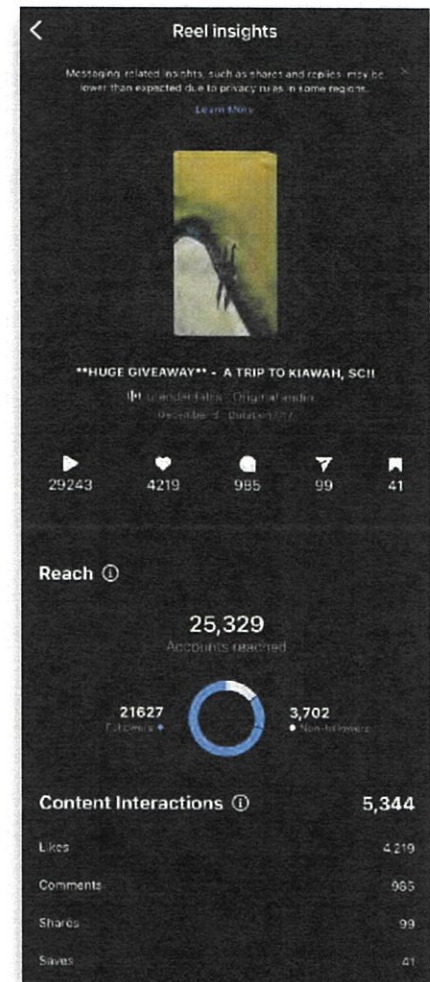 Reel insights
Messaging-related insights, such as shares and replies, may be
lower than expected due to privacy rules in some regions.
Learn More
**HUGE GIVEAWAY** - A TRIP TO KIAWAH, SC!!
Original audio
December Duration
29243 4219 985 99 41
Reach
25,329
Accounts reached
21627 3,702
Followers Non-followers
Content Interactions 5,344
Likes 4,219
Comments 985
Shares 99
Saves 41